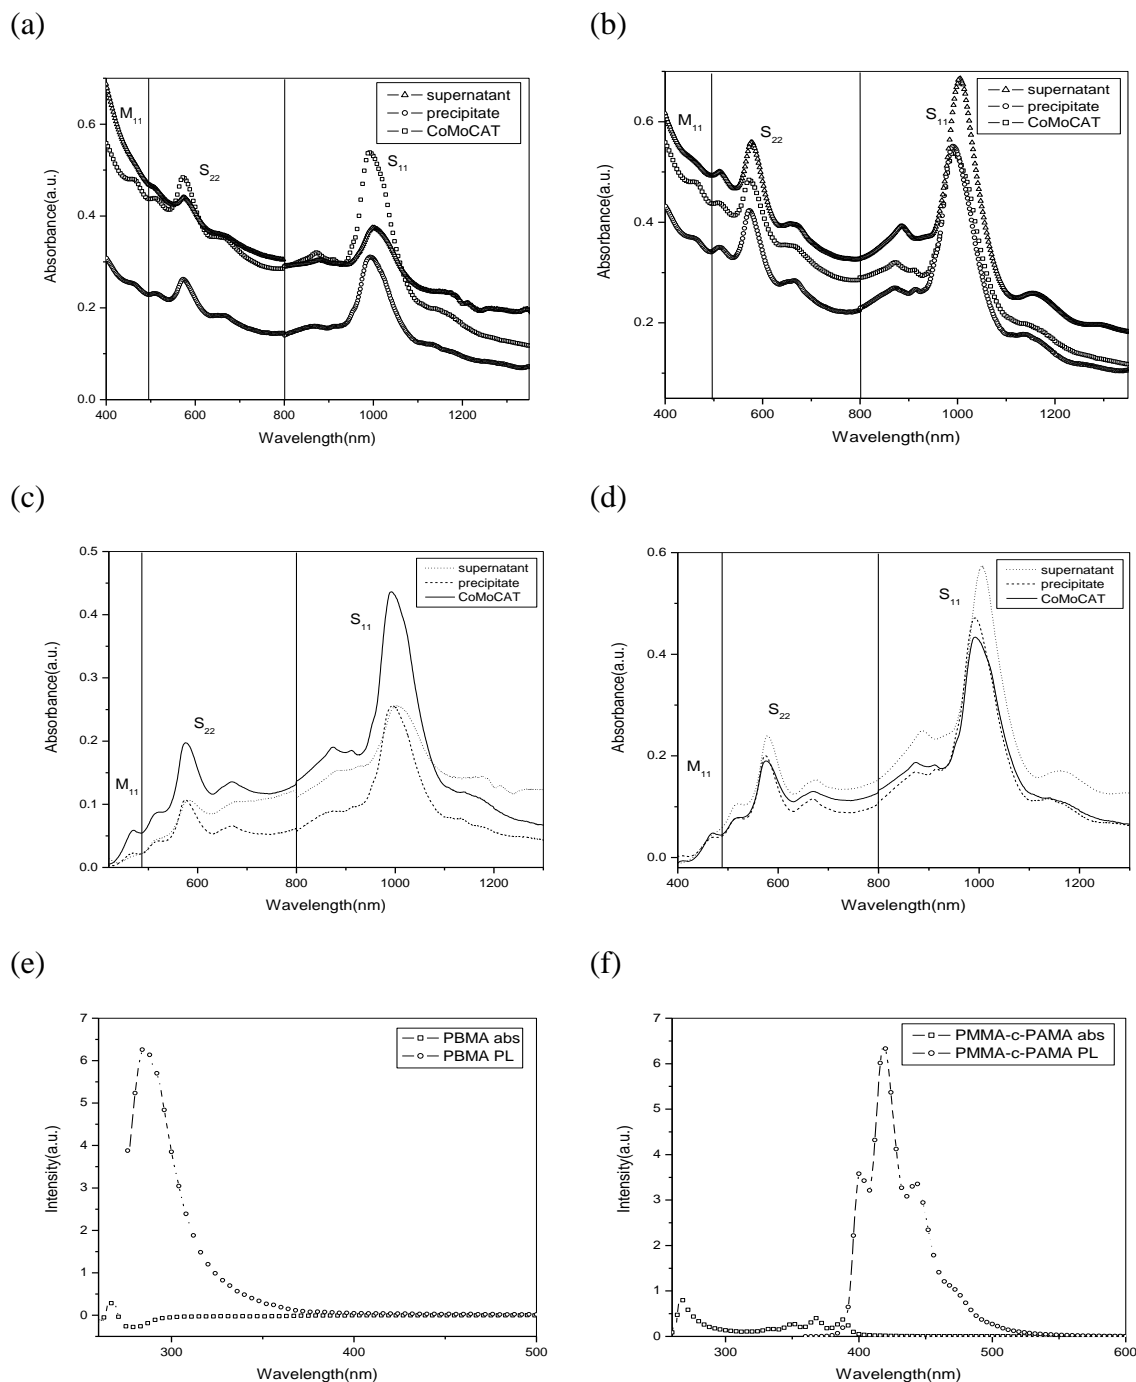 (a)
(b)
Absorbance(a.u.)
0.6
0.4
0.2
0.0
M11
S22
S11
supernatant
precipitate
CoMoCAT
400 600 800 1000 1200
Wavelength(nm)
Absorbance(a.u.)
0.6
0.4
0.2
M11
S22
S11
supernatant
precipitate
CoMoCAT
400 600 800 1000 1200
Wavelength(nm)
(c)
(d)
Absorbance(a.u.)
0.5
0.4
0.3
0.2
0.1
0.0
M11
S22
S11
supernatant
precipitate
CoMoCAT
600 800 1000 1200
Wavelength(nm)
Absorbance(a.u.)
0.6
0.4
0.2
0.0
M11
S22
S11
supernatant
precipitate
CoMoCAT
400 600 800 1000 1200
Wavelength(nm)
(e)
(f)
Intensity(a.u.)
7
6
5
4
3
2
1
0
PBMA abs
PBMA PL
300 400 500
Wavelength(nm)
Intensity(a.u.)
7
6
5
4
3
2
1
0
PMMA-c-PAMA abs
PMMA-c-PAMA PL
300 400 500 600
Wavelength(nm)